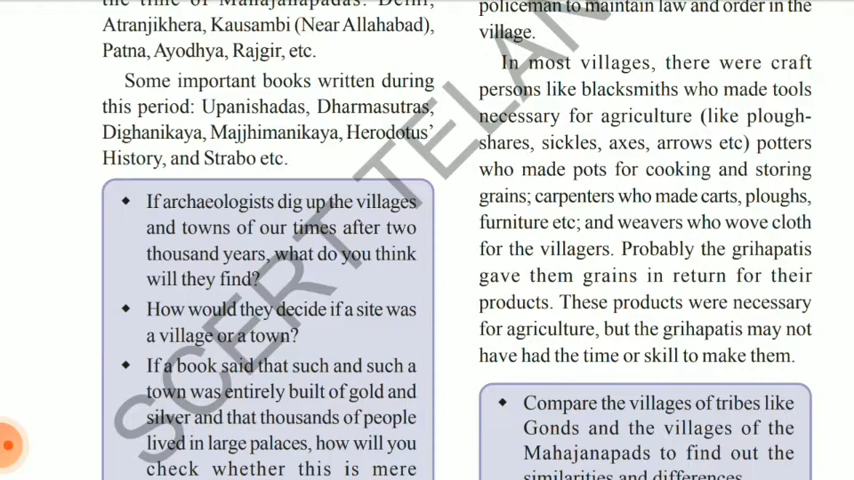 the time of Mahajanapadas: Delhi,
Atranjikhera, Kausambi (Near Allahabad),
Patna, Ayodhya, Rajgir, etc.
Some important books written during
this period: Upanishadas, Dharmasutras,
Dighanikaya, Majjhimanikaya, Herodotus’
History, and Strabo etc.
♦ If archaeologists dig up the villages
and towns of our times after two
thousand years, what do you think
will they find?
♦ How would they decide if a site was
a village or a town?
♦ If a book said that such and such a
town was entirely built of gold and
silver and that thousands of people
lived in large palaces, how will you
check whether this is mere
policeman to maintain law and order in the
village.
In most villages, there were craft
persons like blacksmiths who made tools
necessary for agriculture (like plough-
shares, sickles, axes, arrows etc) potters
who made pots for cooking and storing
grains; carpenters who made carts, ploughs,
furniture etc; and weavers who wove cloth
for the villagers. Probably the grihapatis
gave them grains in return for their
products. These products were necessary
for agriculture, but the grihapatis may not
have had the time or skill to make them.
♦ Compare the villages of tribes like
Gonds and the villages of the
Mahajanapads to find out the
similarities and differences.
SCERT TELAN